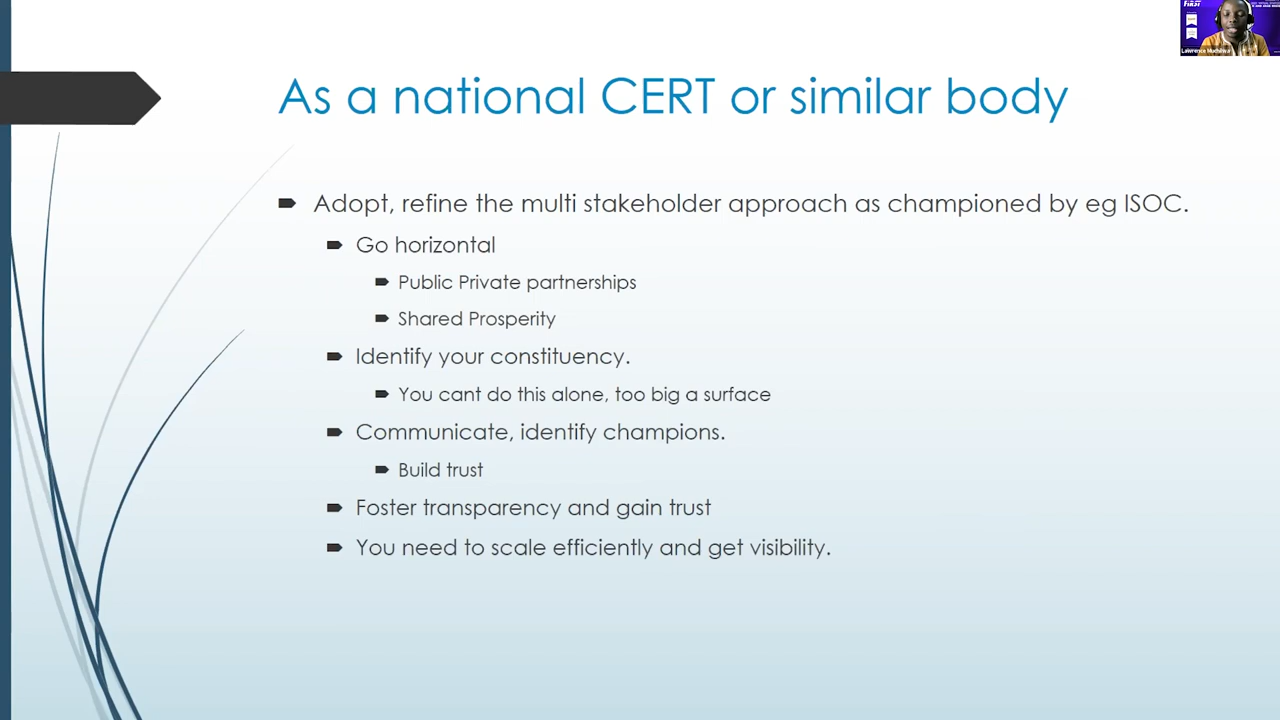 FIRST
As a national CERT or similar body
Adopt, refine the multi stakeholder approach as championed by eg ISOC.
Go horizontal
Public Private partnerships
Shared Prosperity
Identify your constituency.
You cant do this alone, too big a surface
Communicate, identify champions.
Build trust
Foster transparency and gain trust
You need to scale efficiently and get visibility.